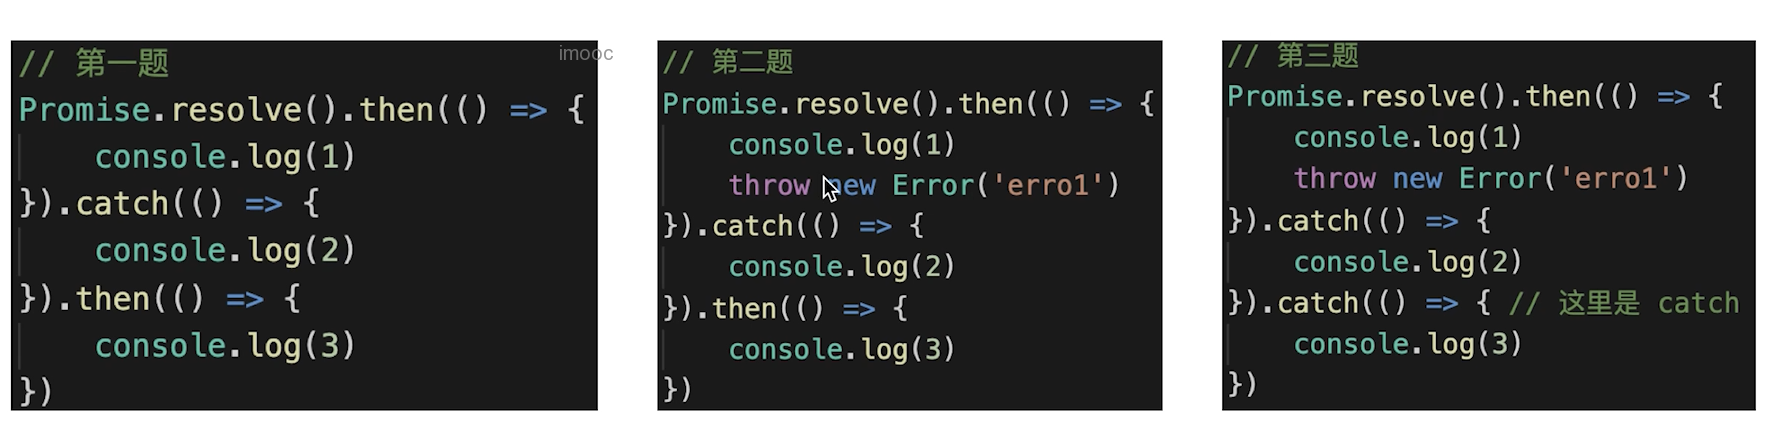 // 第一题
Promise.resolve().then(() => {
    console.log(1)
}).catch(() => {
    console.log(2)
}).then(() => {
    console.log(3)
})
imooc
// 第二题
Promise.resolve().then(() => {
    console.log(1)
    throw new Error('erro1')
}).catch(() => {
    console.log(2)
}).then(() => {
    console.log(3)
})
// 第三题
Promise.resolve().then(() => {
    console.log(1)
    throw new Error('erro1')
}).catch(() => {
    console.log(2)
}).catch(() => { // 这里是 catch
    console.log(3)
})